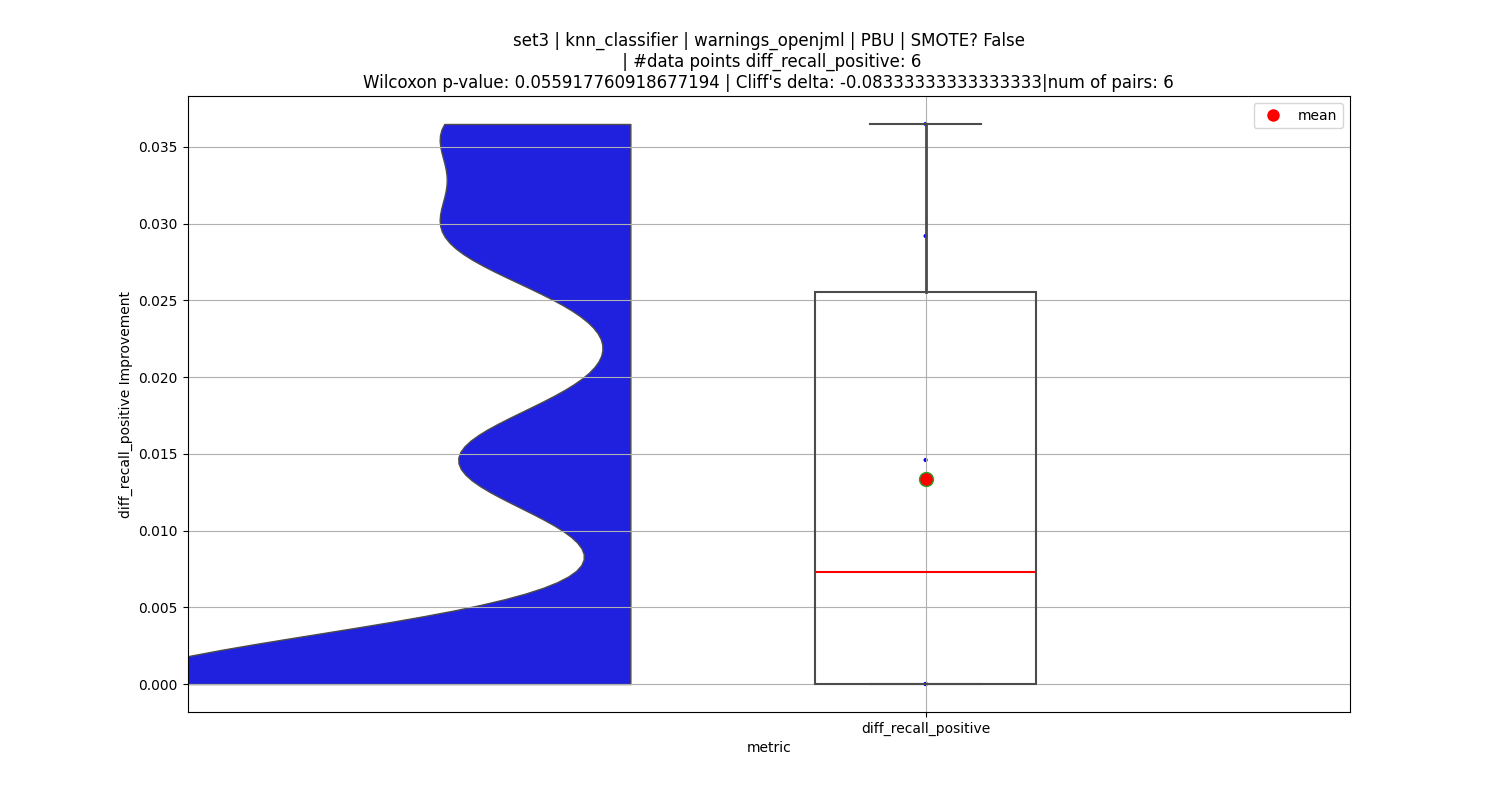 set3 | knn_classifier | warnings_openjml | PBU | SMOTE? False
| #data points diff_recall_positive: 6
Wilcoxon p-value: 0.055917760918677194 | Cliff's delta: -0.08333333333333333|num of pairs: 6
mean
0.035
0.030
0.025
0.020
0.015
0.010
0.005
0.000
diff_recall_positive Improvement
diff_recall_positive
metric